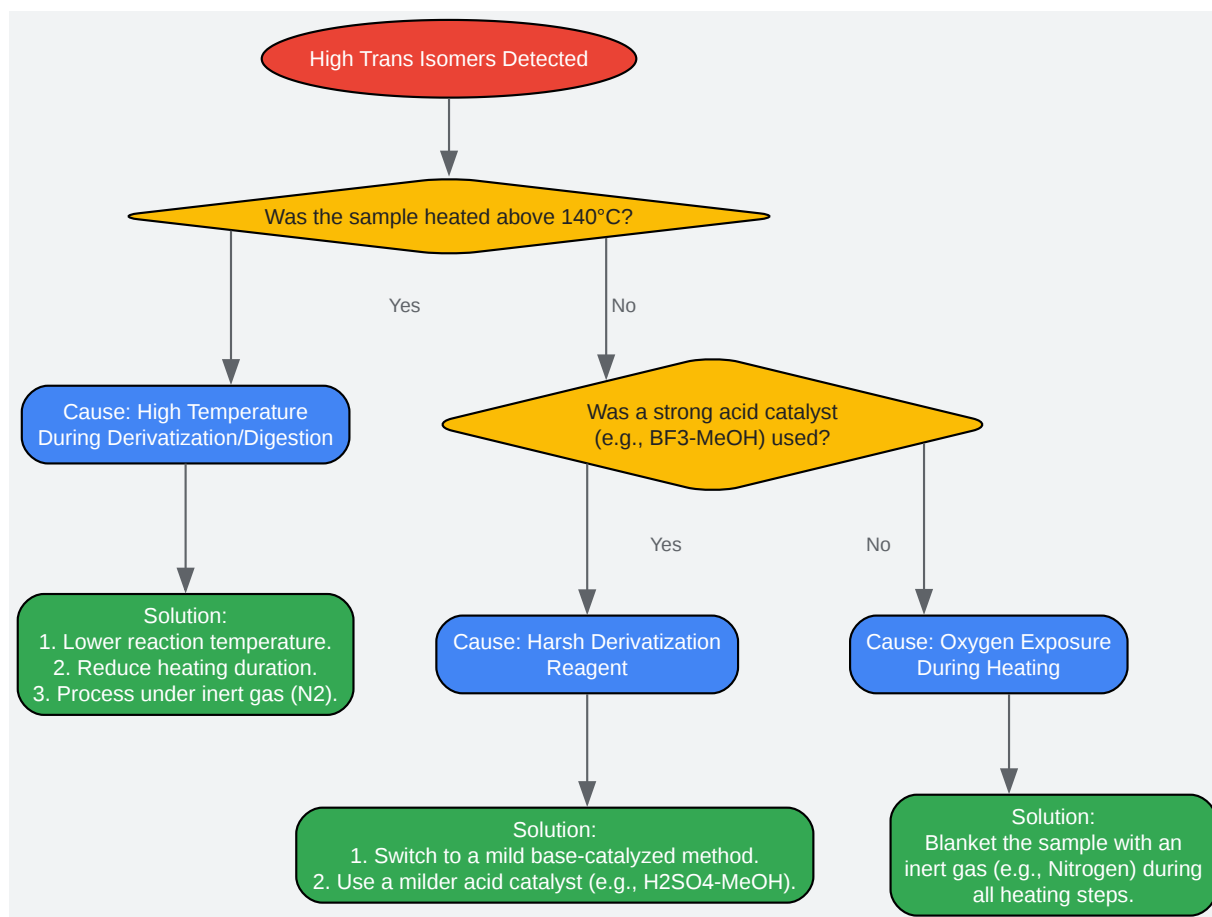 High Trans Isomers Detected
Was the sample heated above 140°C?
Yes
No
Cause: High Temperature
During Derivatization/Digestion
Was a strong acid catalyst
(e.g., BF3-MeOH) used?
Yes
No
Solution:
1. Lower reaction temperature.
2. Reduce heating duration.
3. Process under inert gas (N2).
Cause: Harsh Derivatization
Reagent
Cause: Oxygen Exposure
During Heating
Solution:
1. Switch to a mild base-catalyzed method.
2. Use a milder acid catalyst (e.g., H2SO4-MeOH).
Solution:
Blanket the sample with an
inert gas (e.g., Nitrogen) during
all heating steps.